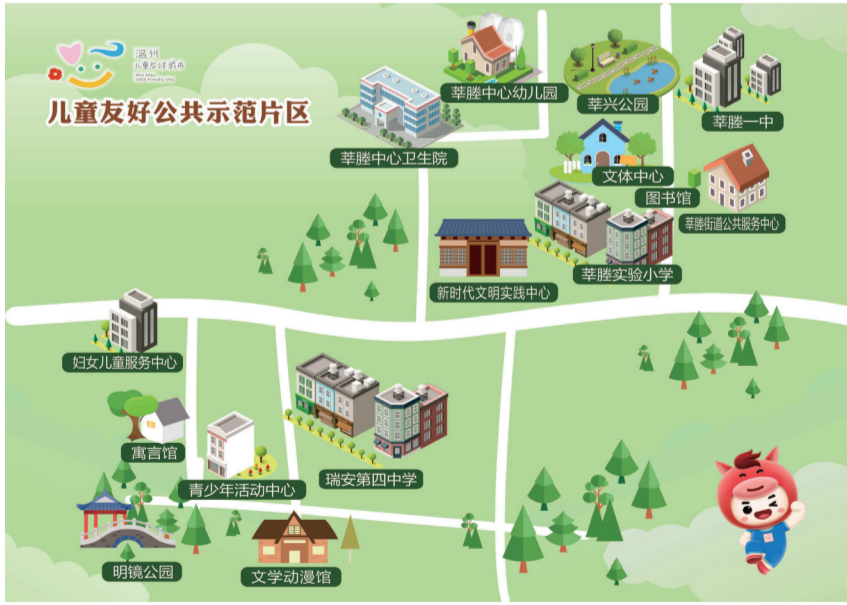 温州
儿童友好城市
儿童友好公共示范片区
莘塍中心幼儿园
莘兴公园
莘塍一中
莘塍中心卫生院
文体中心
图书馆
莘塍街道公共服务中心
莘塍实验小学
新时代文明实践中心
妇女儿童服务中心
寓言馆
青少年活动中心
瑞安第四中学
明镜公园
文学动漫馆